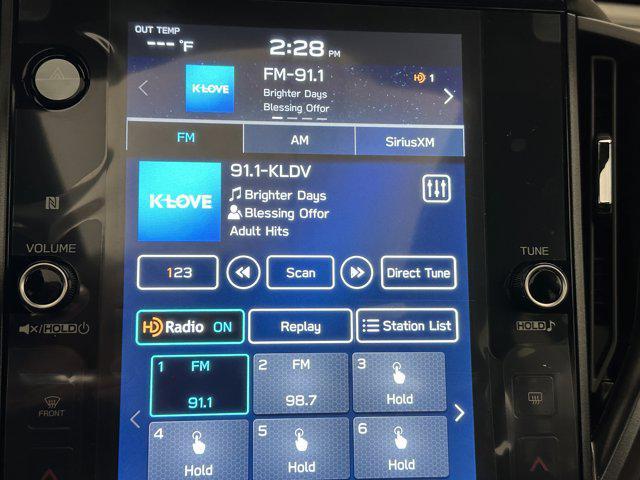 OUT TEMP
--- °F
2:28 PM
K-LOVE
FM-91.1
HD 1
Brighter Days
Blessing Offor
FM
AM
SiriusXM
K-LOVE
91.1-KLDV
Brighter Days
Blessing Offor
Adult Hits
VOLUME
TUNE
123
Scan
Direct Tune
HOLD
HOLD
HD Radio ON
Replay
Station List
1 FM
91.1
2 FM
98.7
3
Hold
FRONT
4
Hold
5
Hold
6
Hold